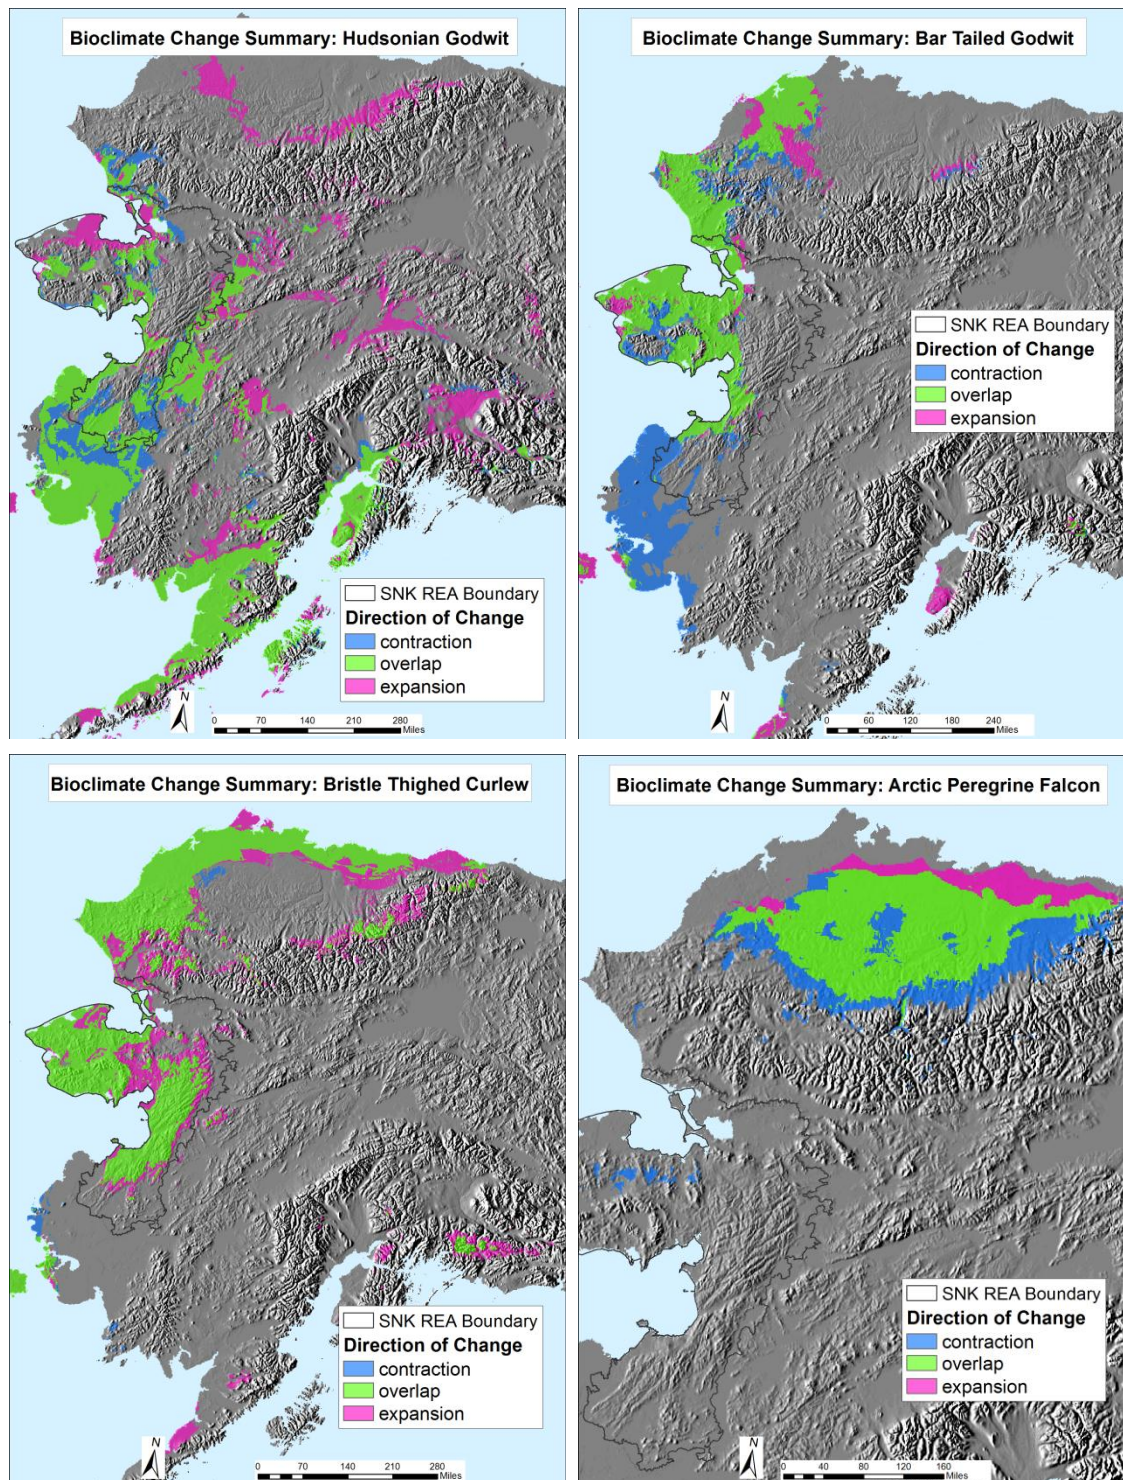 Bioclimate Change Summary: Hudsonian Godwit
SNK REA Boundary
Direction of Change
contraction
overlap
expansion
N
0 70 140 210 280
Miles
Bioclimate Change Summary: Bar Tailed Godwit
SNK REA Boundary
Direction of Change
contraction
overlap
expansion
N
0 60 120 180 240
Miles
Bioclimate Change Summary: Bristle Thighed Curlew
SNK REA Boundary
Direction of Change
contraction
overlap
expansion
N
0 70 140 210 280
Miles
Bioclimate Change Summary: Arctic Peregrine Falcon
SNK REA Boundary
Direction of Change
contraction
overlap
expansion
N
0 40 80 120 160
Miles